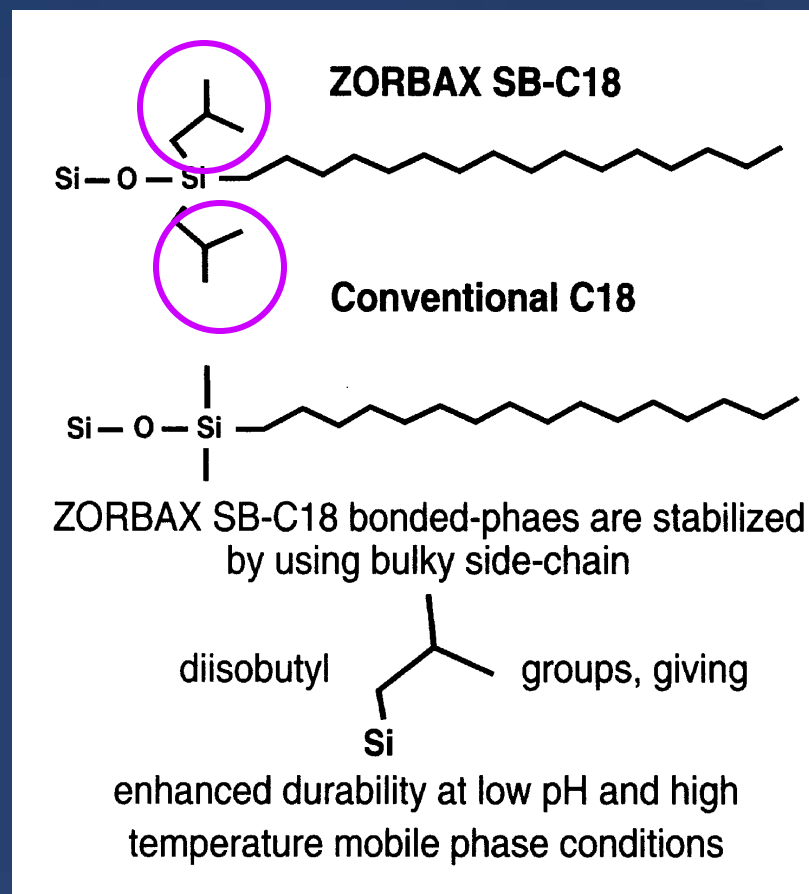 ZORBAX SB-C18
Si — O — Si —
Conventional C18
Si — O — Si —
ZORBAX SB-C18 bonded-phaes are stabilized
by using bulky side-chain
diisobutyl groups, giving
Si
enhanced durability at low pH and high
temperature mobile phase conditions